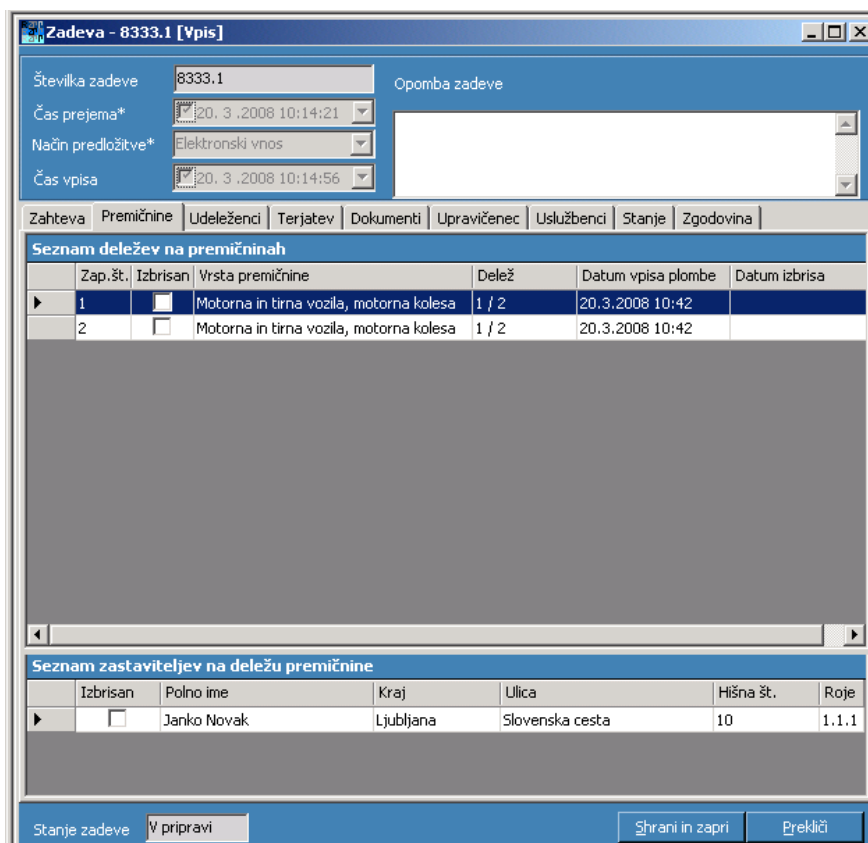 Zadeva - 8333.1 [Vpis]
Številka zadeve 8333.1 Opomba zadeve
Čas prejema* 20. 3 .2008 10:14:21
Način predložitve* Elektronski vnos
Čas vpisa 20. 3 .2008 10:14:56
Zahteva Premičnine Udeleženci Terjatev Dokumenti Upravičenec Uslužbenci Stanje Zgodovina
Seznam deležev na premičninah
Zap.št. Izbrisan Vrsta premičnine Delež Datum vpisa plombe Datum izbrisa
1 Motorna in tirna vozila, motorna kolesa 1 / 2 20.3.2008 10:42
2 Motorna in tirna vozila, motorna kolesa 1 / 2 20.3.2008 10:42
Seznam zastaviteljev na deležu premičnine
Izbrisan Polno ime Kraj Ulica Hišna št. Roje
Janko Novak Ljubljana Slovenska cesta 10 1.1.1
Stanje zadeve V pripravi Shrani in zapri Prekliči